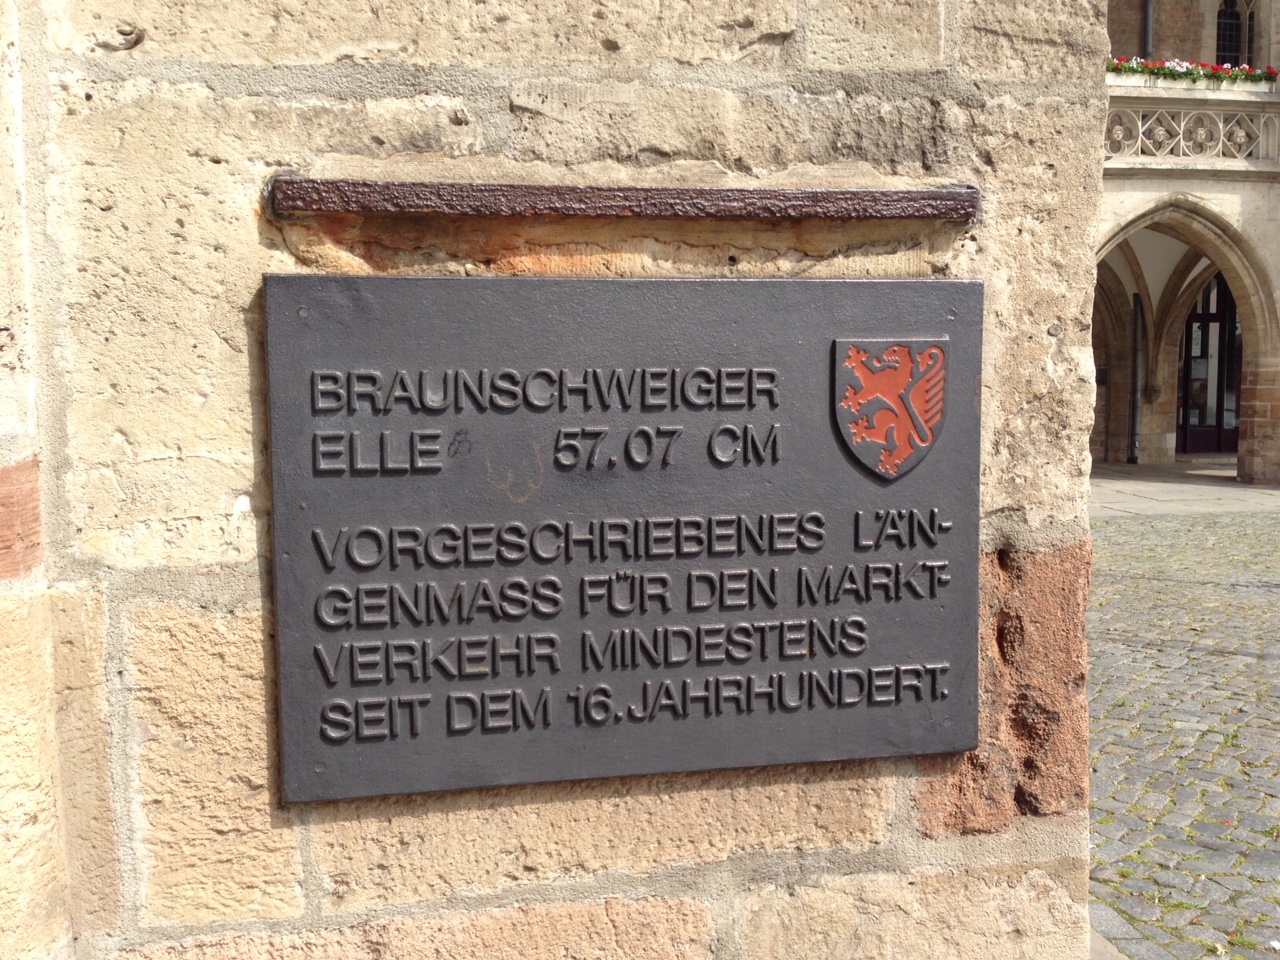 BRAUNSCHWEIGER
ELLE 57.07 CM
VORGESCHRIEBENES LÄN-
GENMASS FÜR DEN MARKT-
VERKEHR MINDESTENS
SEIT DEM 16. JAHRHUNDERT.